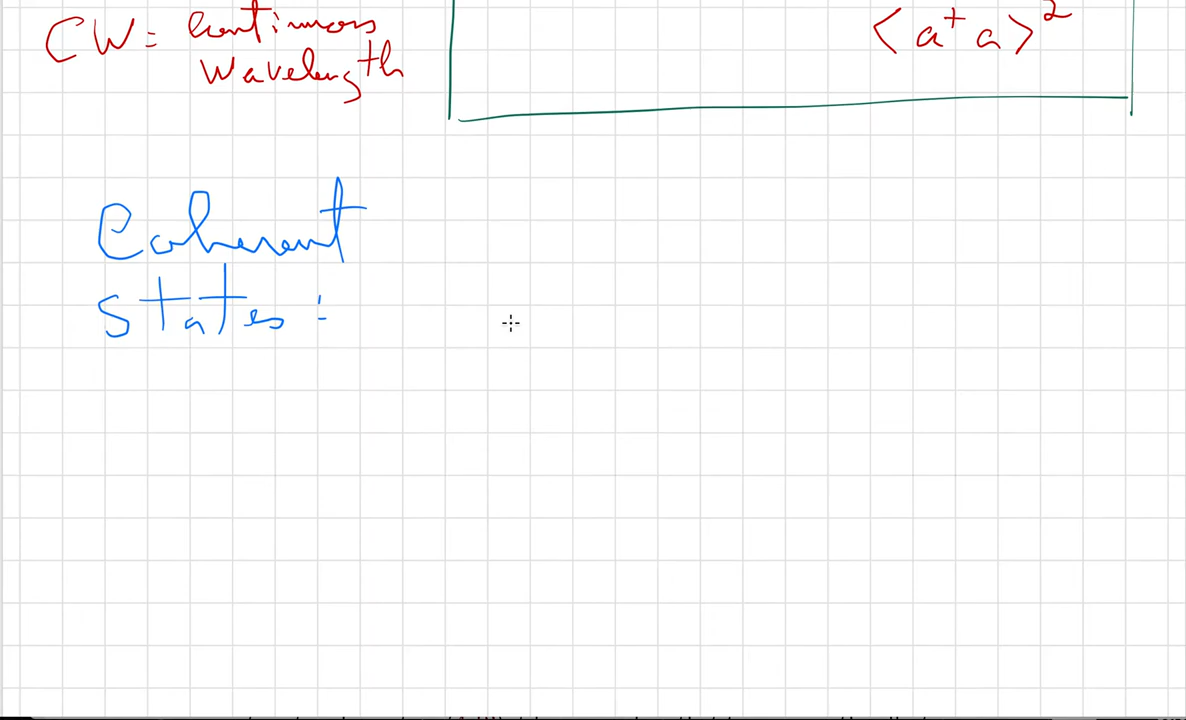 CW = Continuous
Wavelength
<a† a>²
Coherent
States :